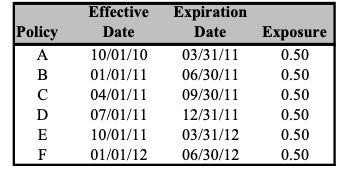 Effective Expiration
Policy Date Date Exposure
A 10/01/10 03/31/11 0.50
B 01/01/11 06/30/11 0.50
C 04/01/11 09/30/11 0.50
D 07/01/11 12/31/11 0.50
E 10/01/11 03/31/12 0.50
F 01/01/12 06/30/12 0.50